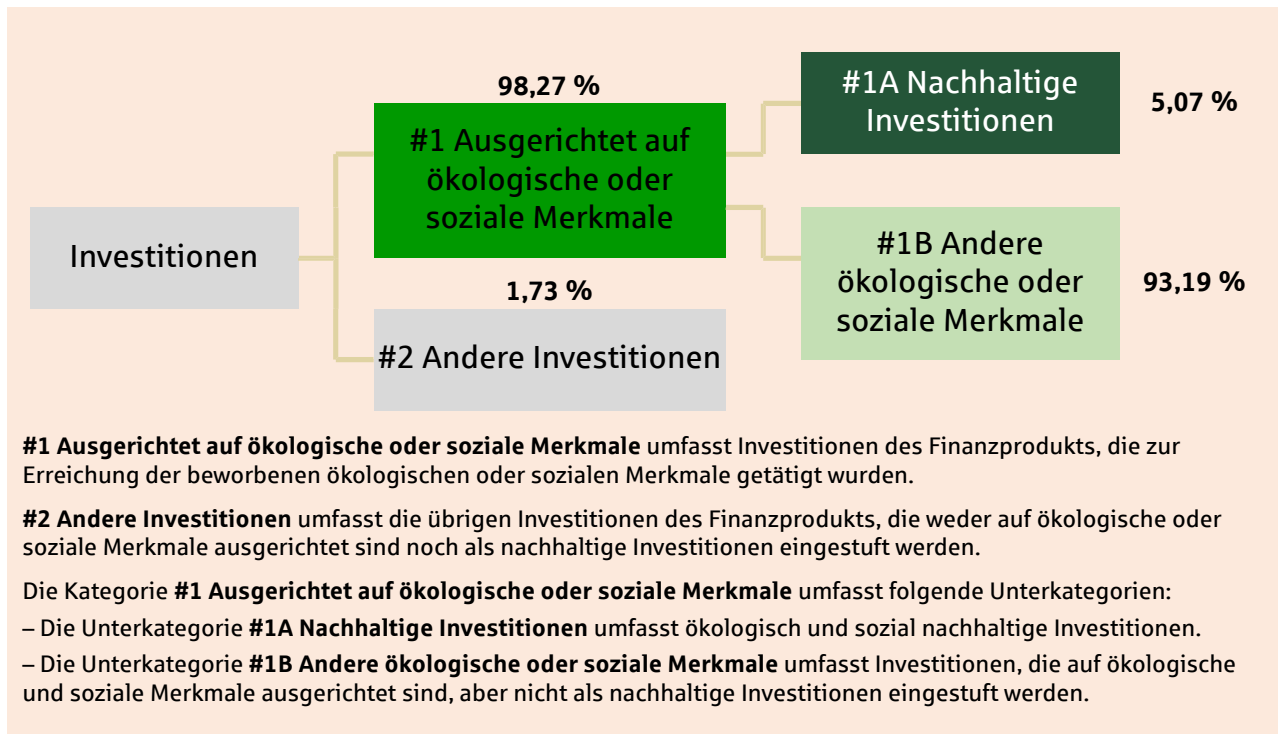 98,27 %
#1 Ausgerichtet auf
ökologische oder
soziale Merkmale
#1A Nachhaltige
Investitionen
5,07 %
Investitionen
1,73 %
#2 Andere Investitionen
#1B Andere
ökologische oder
soziale Merkmale
93,19 %
#1 Ausgerichtet auf ökologische oder soziale Merkmale umfasst Investitionen des Finanzprodukts, die zur
Erreichung der beworbenen ökologischen oder sozialen Merkmale getätigt wurden.
#2 Andere Investitionen umfasst die übrigen Investitionen des Finanzprodukts, die weder auf ökologische oder
soziale Merkmale ausgerichtet sind noch als nachhaltige Investitionen eingestuft werden.
Die Kategorie #1 Ausgerichtet auf ökologische oder soziale Merkmale umfasst folgende Unterkategorien:
– Die Unterkategorie #1A Nachhaltige Investitionen umfasst ökologisch und sozial nachhaltige Investitionen.
– Die Unterkategorie #1B Andere ökologische oder soziale Merkmale umfasst Investitionen, die auf ökologische
und soziale Merkmale ausgerichtet sind, aber nicht als nachhaltige Investitionen eingestuft werden.